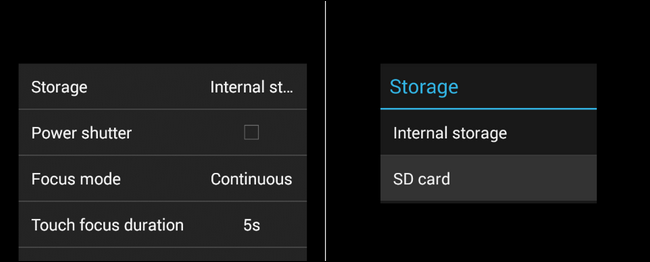 Storage Internal st...
Power shutter
Focus mode Continuous
Touch focus duration 5s
Storage
Internal storage
SD card